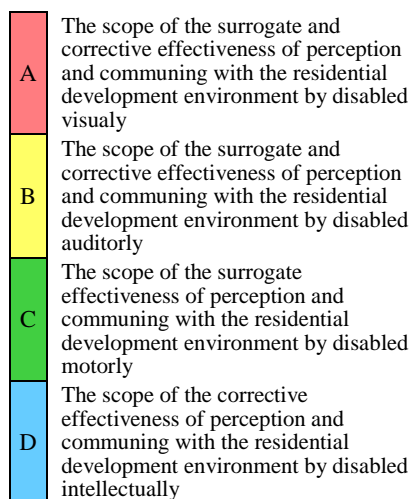 A
The scope of the surrogate and
corrective effectiveness of perception
and communing with the residential
development environment by disabled
visualy
B
The scope of the surrogate and
corrective effectiveness of perception
and communing with the residential
development environment by disabled
auditorly
C
The scope of the surrogate
effectiveness of perception and
communing with the residential
development environment by disabled
motorly
D
The scope of the corrective
effectiveness of perception and
communing with the residential
development environment by disabled
intellectually